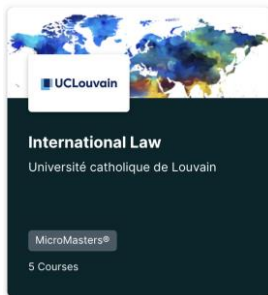 UCLouvain
International Law
Université catholique de Louvain
MicroMasters®
5 Courses